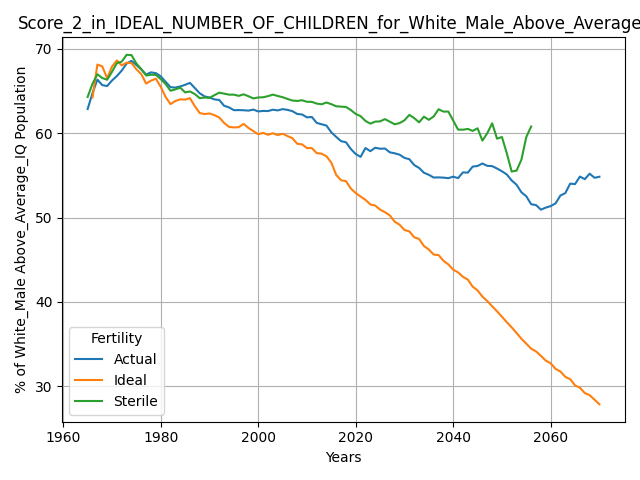 Score_2_in_IDEAL_NUMBER_OF_CHILDREN_for_White_Male_Above_Average
% of White_Male Above_Average_IQ Population
70
60
50
40
30
Fertility
Actual
Ideal
Sterile
1960 1980 2000 2020 2040 2060
Years